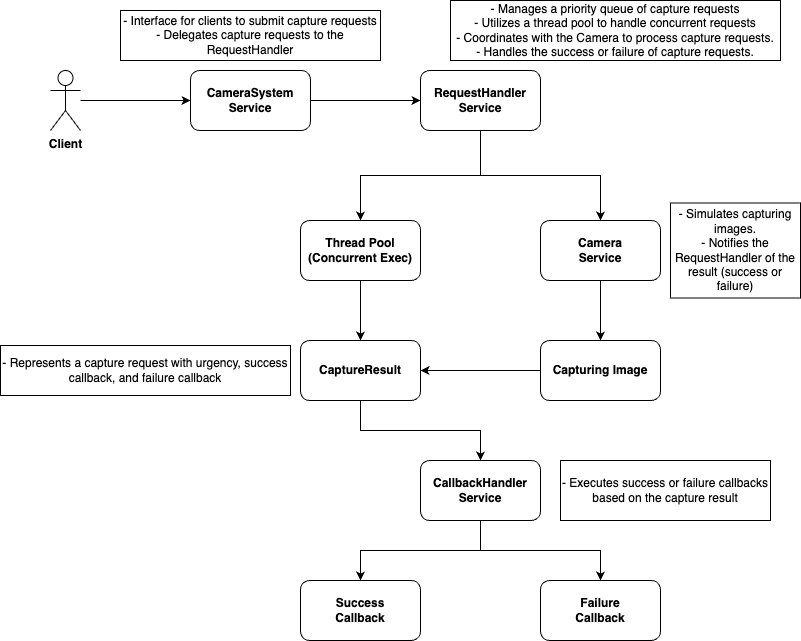 - Interface for clients to submit capture requests
- Delegates capture requests to the
RequestHandler
- Manages a priority queue of capture requests
- Utilizes a thread pool to handle concurrent requests
- Coordinates with the Camera to process capture requests.
- Handles the success or failure of capture requests.
Client
CameraSystem
Service
RequestHandler
Service
Thread Pool
(Concurrent Exec)
Camera
Service
- Simulates capturing
images.
- Notifies the
RequestHandler of the
result (success or
failure)
- Represents a capture request with urgency, success
callback, and failure callback
CaptureResult
Capturing Image
CallbackHandler
Service
- Executes success or failure callbacks
based on the capture result
Success
Callback
Failure
Callback